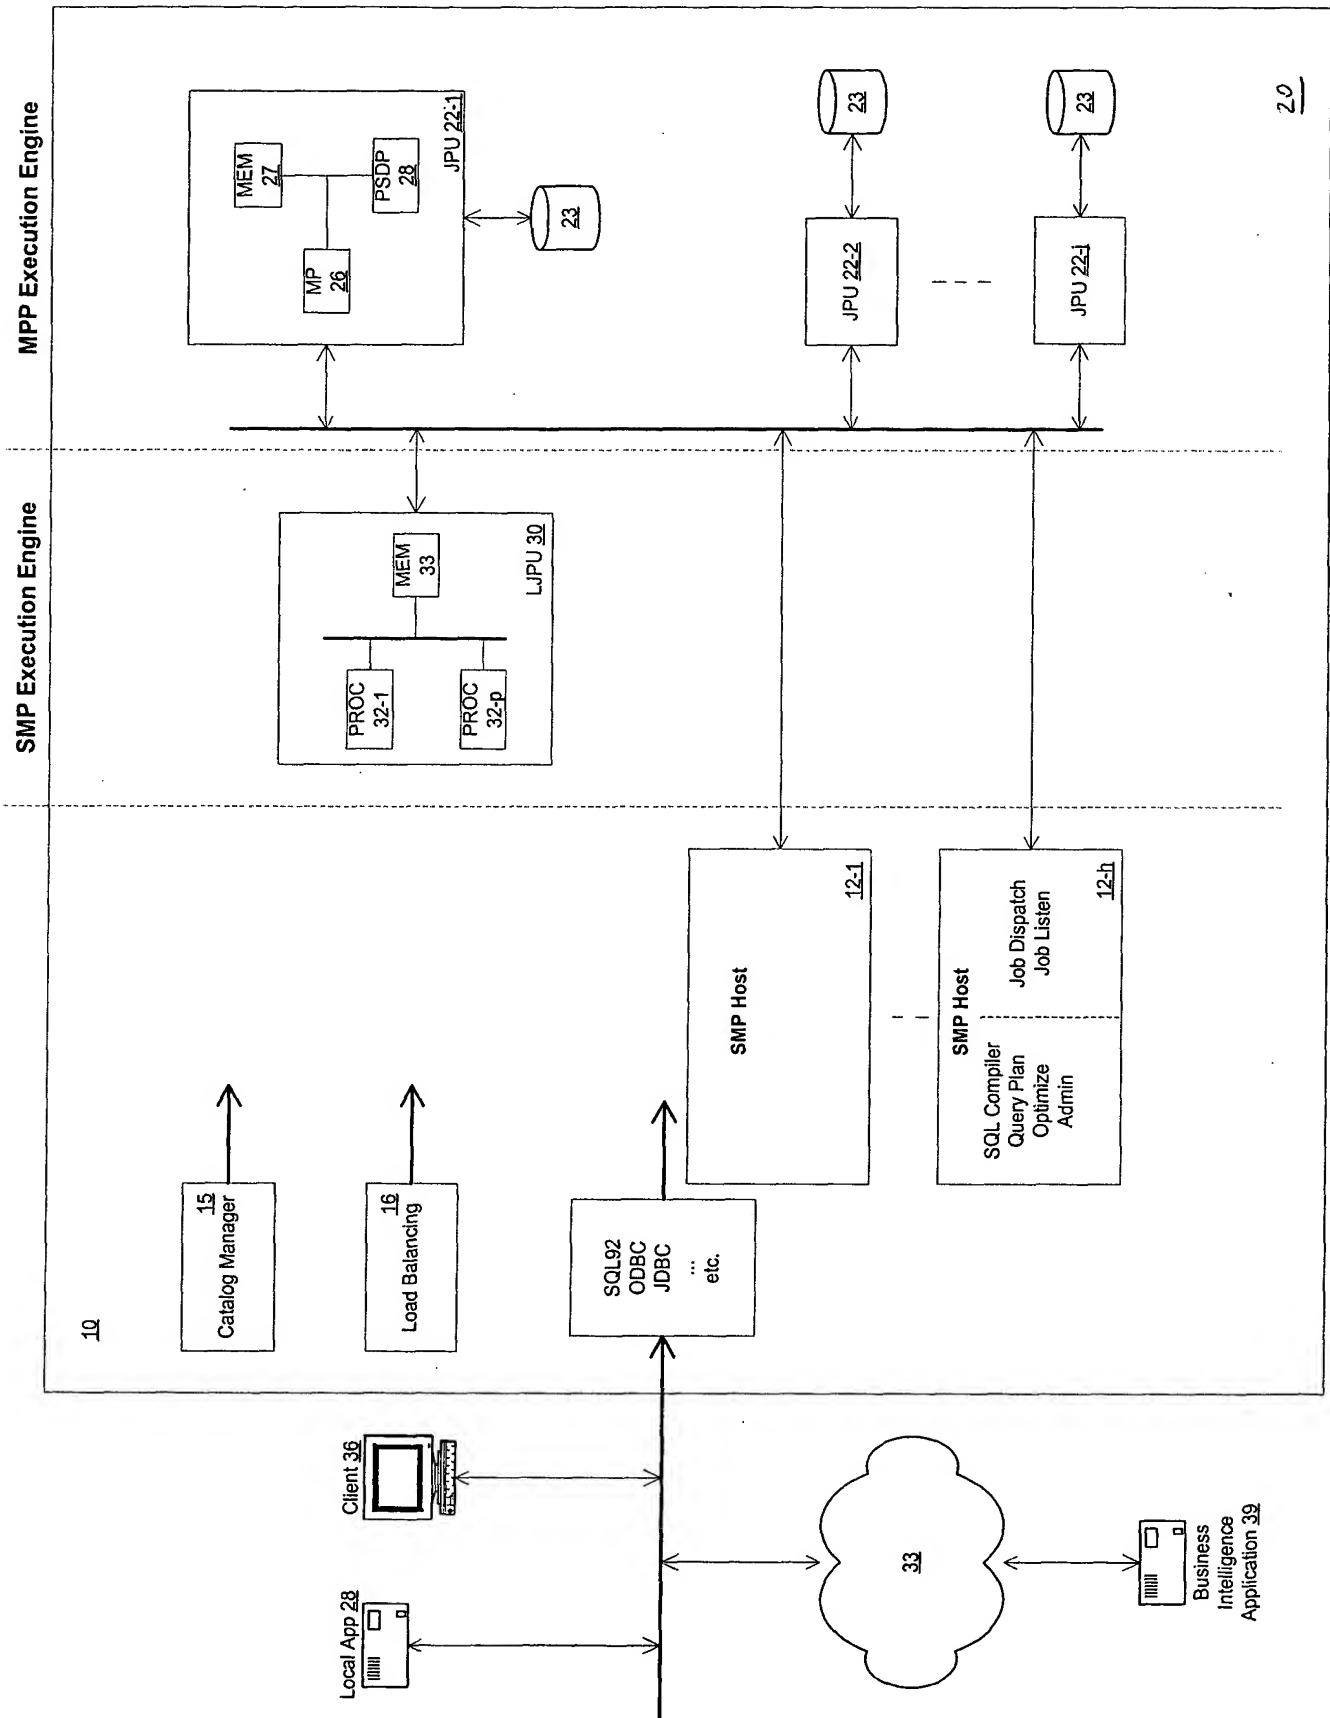 SMP Execution Engine
MPP Execution Engine
10
15
Catalog Manager
16
Load Balancing
SQL92
ODBC
JDBC
...
etc.
Local App 28
Client 36
33
Business
Intelligence
Application 39
SMP Host
12-1
SMP Host
SQL Compiler
Query Plan
Optimize
Admin
Job Dispatch
Job Listen
12-h
PROC
32-1
PROC
32-p
MEM
33
LJPU 30
MP
26
MEM
27
PSDP
28
JPU 22-1
23
JPU 22-2
23
JPU 22-i
23
20